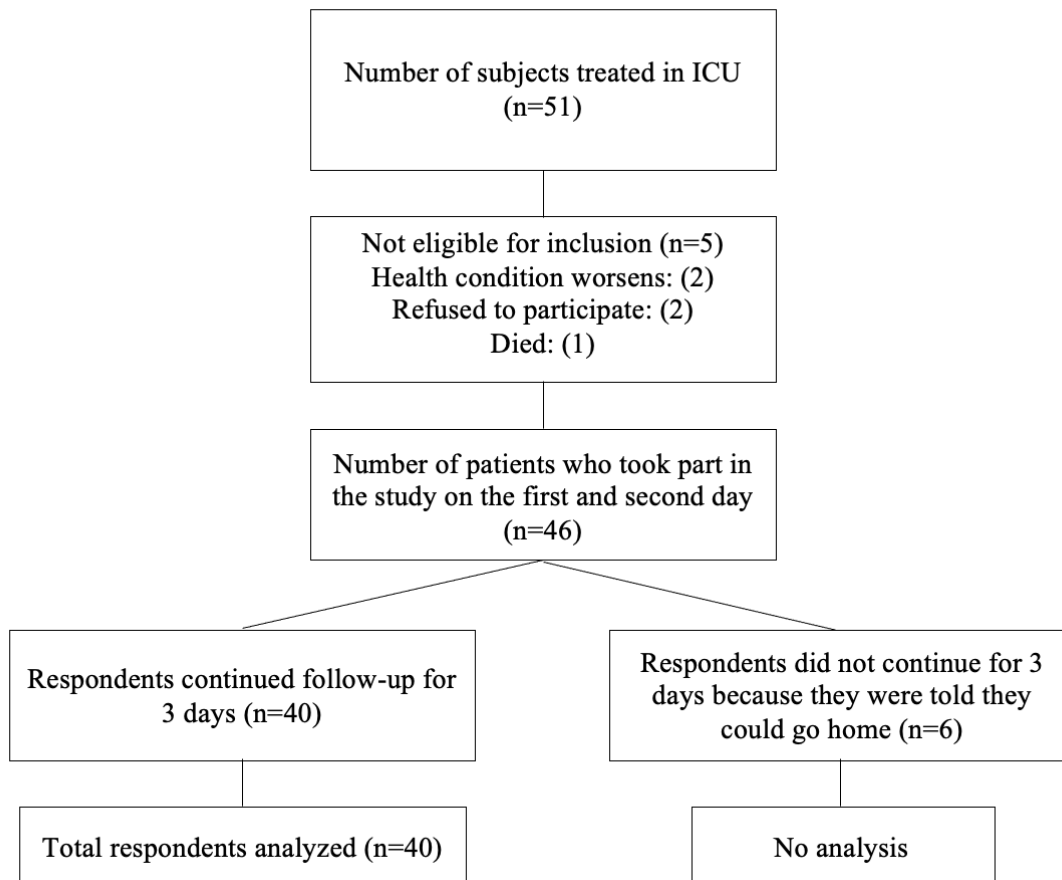 Number of subjects treated in ICU
(n=51)
Not eligible for inclusion (n=5)
Health condition worsens: (2)
Refused to participate: (2)
Died: (1)
Number of patients who took part in
the study on the first and second day
(n=46)
Respondents continued follow-up for
3 days (n=40)
Respondents did not continue for 3
days because they were told they
could go home (n=6)
Total respondents analyzed (n=40)
No analysis